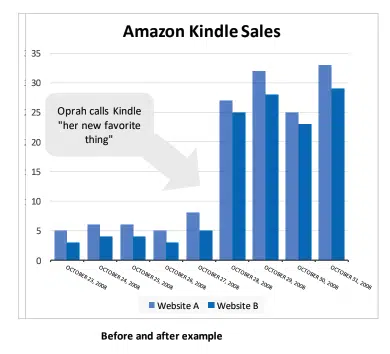 Amazon Kindle Sales
35
30
25
20
15
10
5
0
Oprah calls Kindle
"her new favorite
thing"
OCTOBER 23, 2008
OCTOBER 24, 2008
OCTOBER 25, 2008
OCTOBER 26, 2008
OCTOBER 27, 2008
OCTOBER 28, 2008
OCTOBER 29, 2008
OCTOBER 30, 2008
OCTOBER 31, 2008
Website A Website B
Before and after example